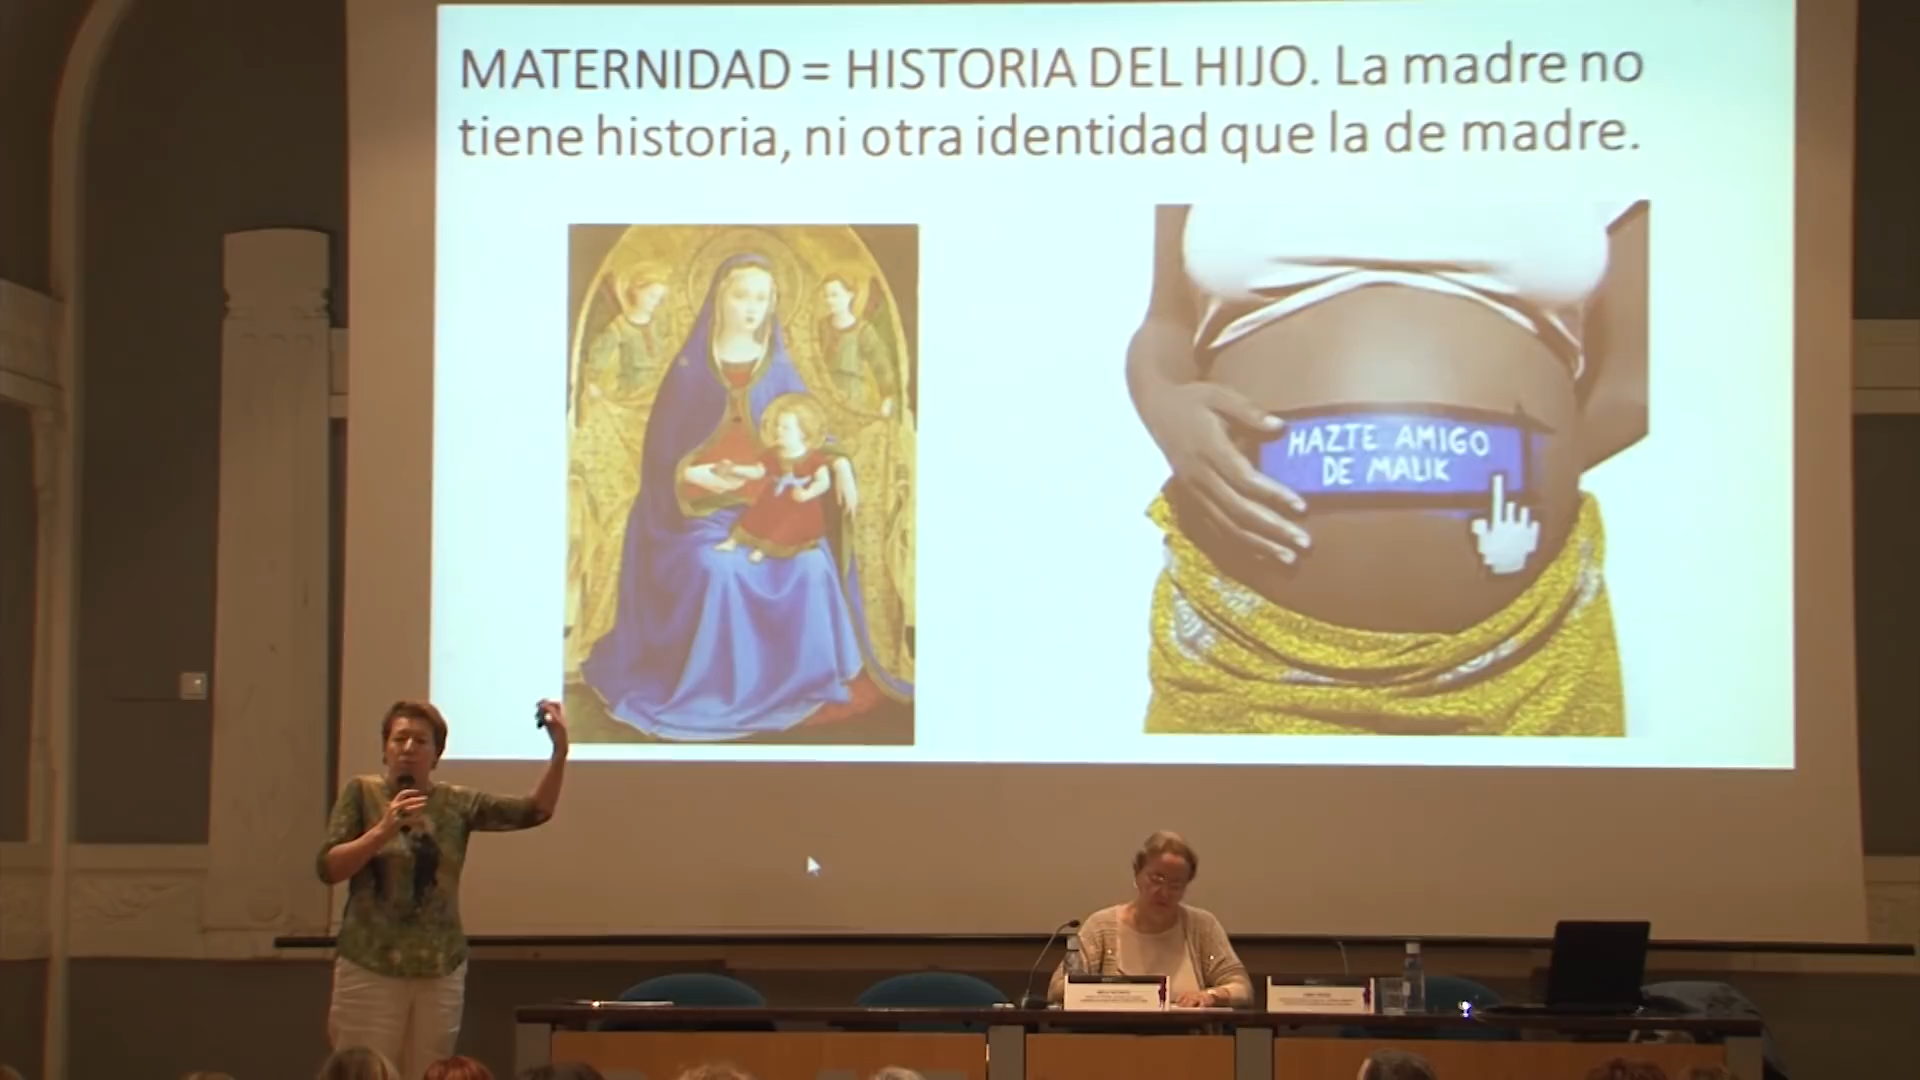 MATERNIDAD = HISTORIA DEL HIJO. La madre no
tiene historia, ni otra identidad que la de madre.
HAZTE AMIGO
DE MALIK